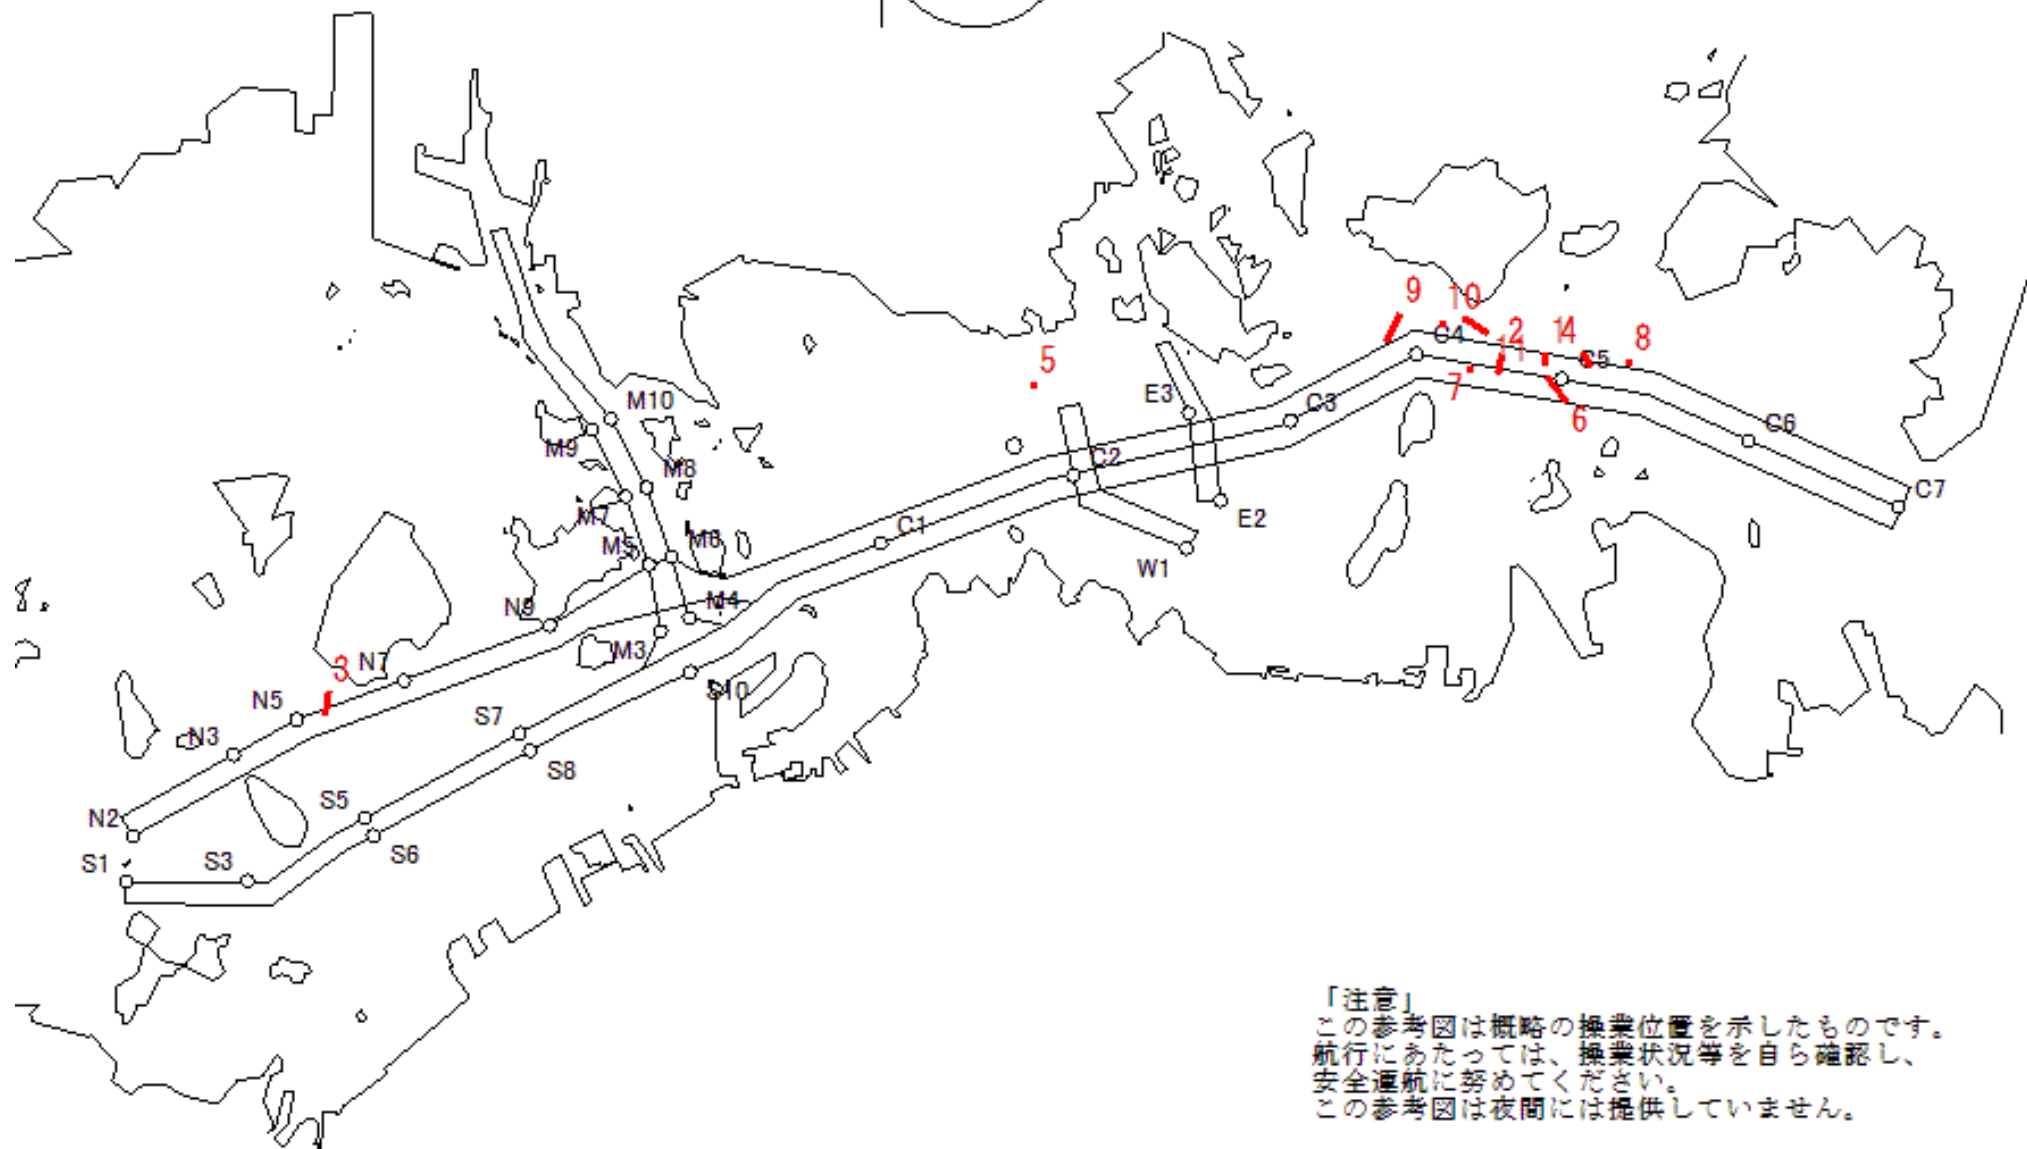 9
10
C4
2
11
14
C5
8
5
7
6
E3
C3
C6
M10
M9
M8
C2
C7
M7
M5
M6
C1
E2
W1
N9
M4
M3
3
N7
S10
N5
S7
N3
S8
N2
S5
S1
S3
S6
「注意」
この参考図は概略の操業位置を示したものです。
航行にあたっては、操業状況等を自ら確認し、
安全運航に努めてください。
この参考図は夜間には提供していません。